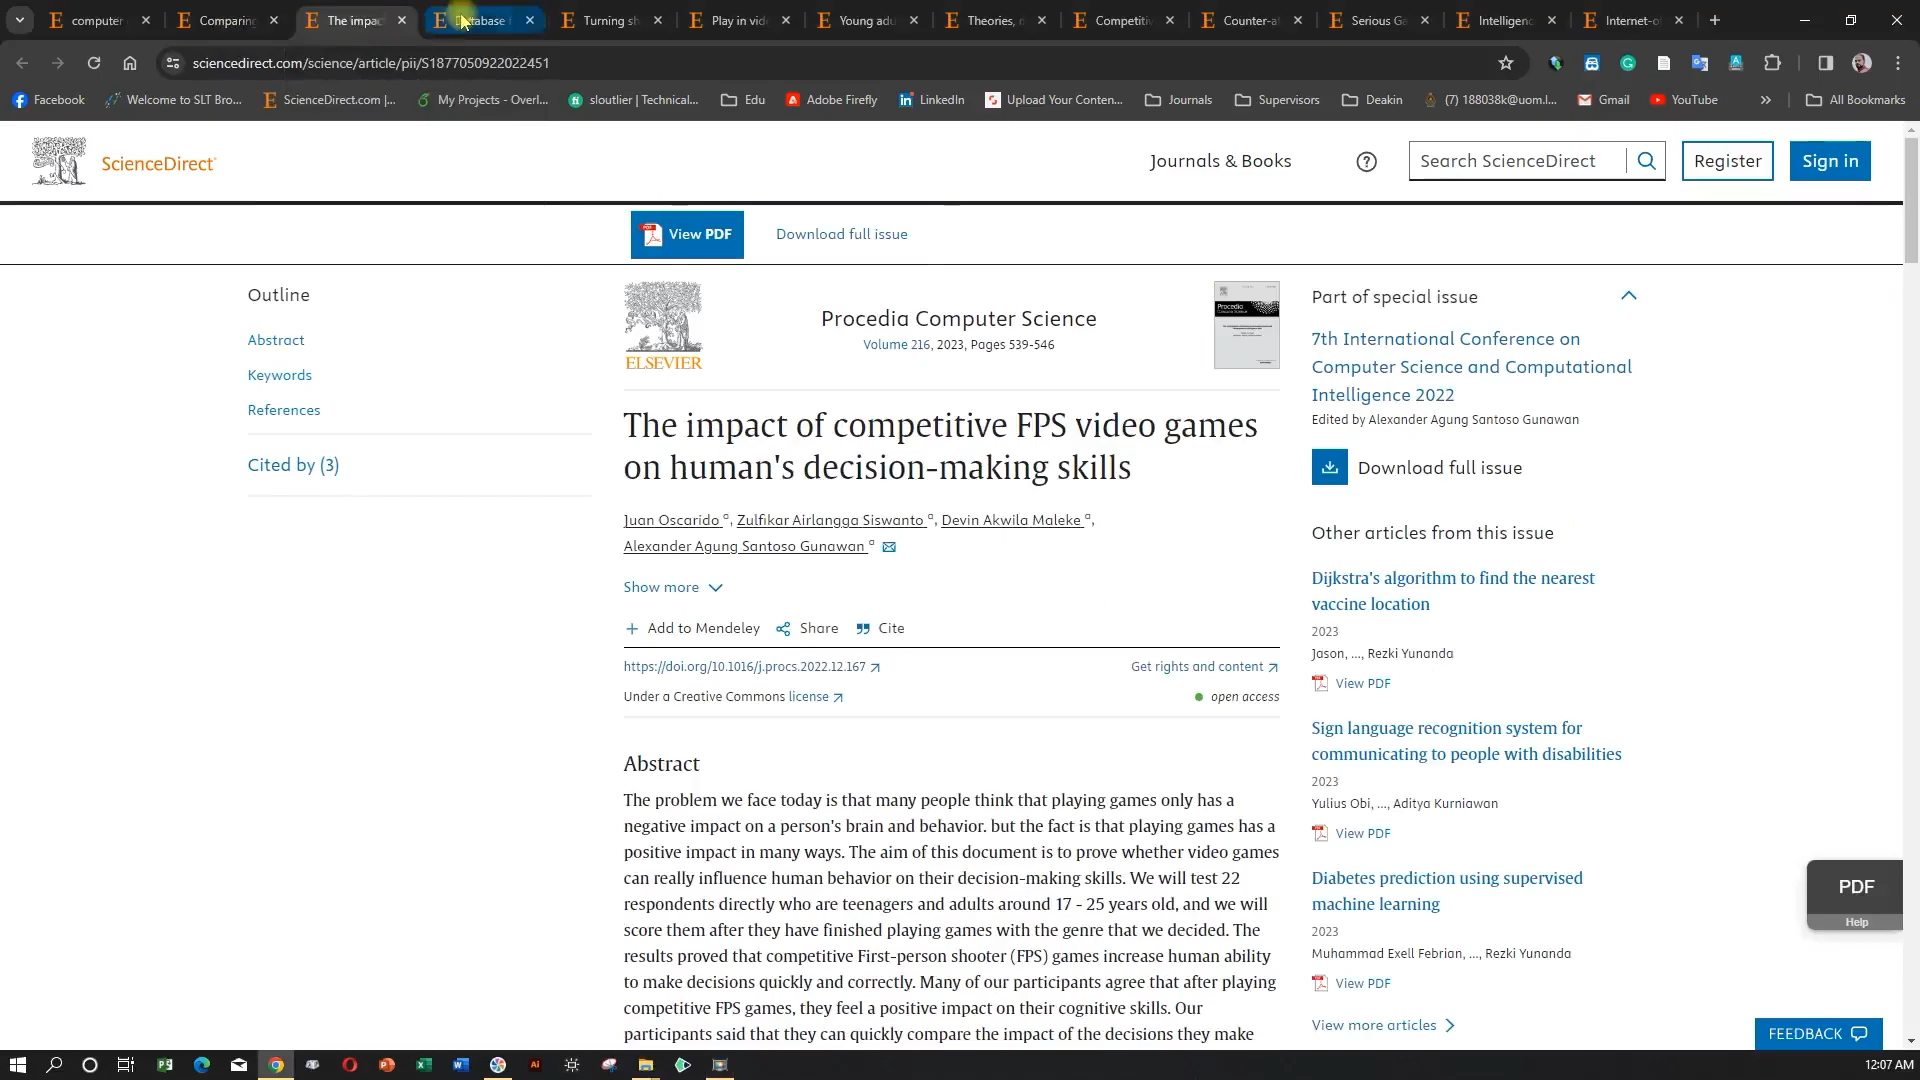 computer
Comparing
The impac
Database
Turning sh
Play in vid
Young adu
Theories, r
Competitiv
Counter-a
Serious Ga
Intelligenc
Internet-o
sciencedirect.com/science/article/pii/S1877050922022451
Facebook
Welcome to SLT Bro...
ScienceDirect.com |...
My Projects - Overl...
sloutlier | Technical...
Edu
Adobe Firefly
LinkedIn
Upload Your Conten...
Journals
Supervisors
Deakin
(7) 188038k@uom.l...
Gmail
YouTube
All Bookmarks
ScienceDirect
Journals & Books
Search ScienceDirect
Register
Sign in
View PDF
Download full issue
Outline
Abstract
Keywords
References
Cited by (3)
ELSEVIER
Procedia Computer Science
Volume 216, 2023, Pages 539-546
The impact of competitive FPS video games
on human's decision-making skills
Juan Oscarido a, Zulfikar Airlangga Siswanto a, Devin Akwila Maleke a,
Alexander Agung Santoso Gunawan a
Show more
Add to Mendeley
Share
Cite
https://doi.org/10.1016/j.procs.2022.12.167
Get rights and content
Under a Creative Commons license
open access
Abstract
The problem we face today is that many people think that playing games only has a
negative impact on a person's brain and behavior. but the fact is that playing games has a
positive impact in many ways. The aim of this document is to prove whether video games
can really influence human behavior on their decision-making skills. We will test 22
respondents directly who are teenagers and adults around 17 - 25 years old, and we will
score them after they have finished playing games with the genre that we decided. The
results proved that competitive First-person shooter (FPS) games increase human ability
to make decisions quickly and correctly. Many of our participants agree that after playing
competitive FPS games, they feel a positive impact on their cognitive skills. Our
participants said that they can quickly compare the impact of the decisions they make
Part of special issue
7th International Conference on
Computer Science and Computational
Intelligence 2022
Edited by Alexander Agung Santoso Gunawan
Download full issue
Other articles from this issue
Dijkstra's algorithm to find the nearest
vaccine location
2023
Jason, ..., Rezki Yunanda
View PDF
Sign language recognition system for
communicating to people with disabilities
2023
Yulius Obi, ..., Aditya Kurniawan
View PDF
Diabetes prediction using supervised
machine learning
2023
Muhammad Exell Febrian, ..., Rezki Yunanda
View PDF
View more articles
PDF
Help
FEEDBACK
12:07 AM